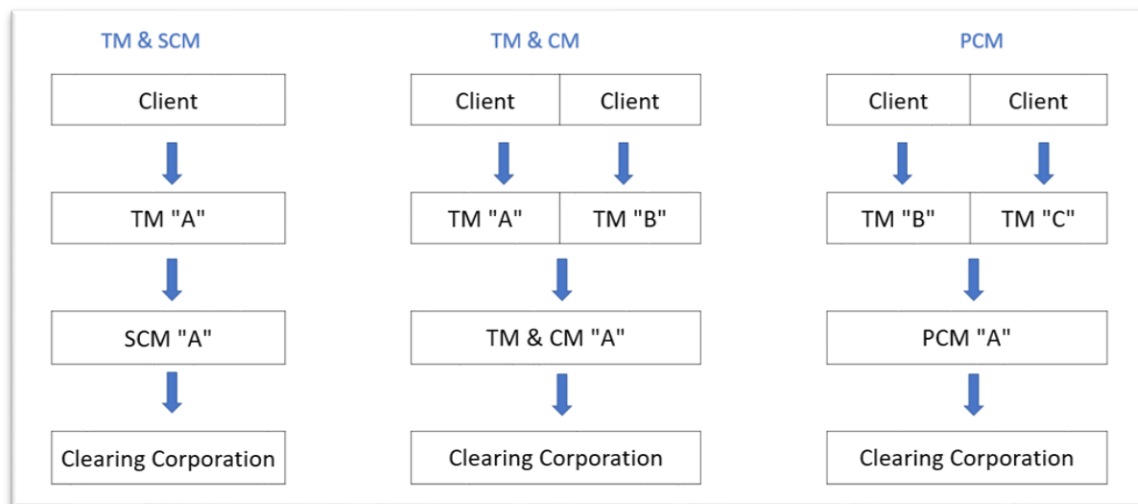 TM & SCM
Client
TM "A"
SCM "A"
Clearing Corporation
TM & CM
Client Client
TM "A" TM "B"
TM & CM "A"
Clearing Corporation
PCM
Client Client
TM "B" TM "C"
PCM "A"
Clearing Corporation